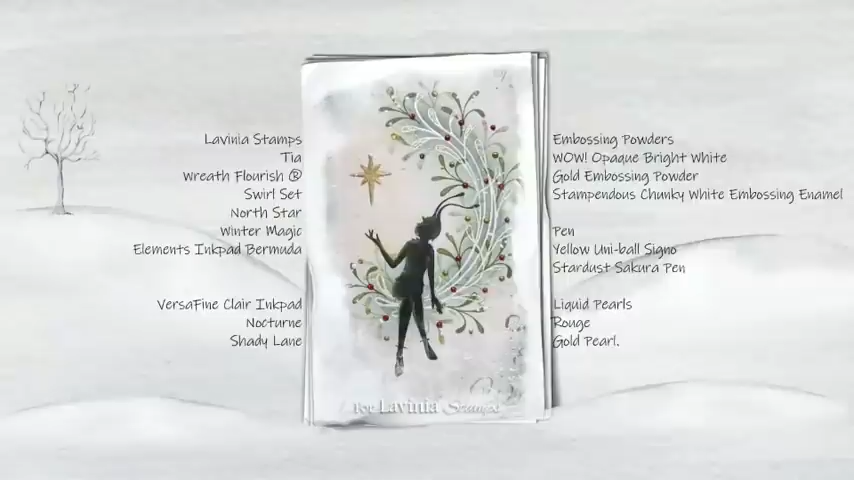 Lavinia Stamps
Tia
Wreath Flourish ®
Swirl Set
North Star
Winter Magic
Elements Inkpad Bermuda
VersaFine Clair Inkpad
Nocturne
Shady Lane
Embossing Powders
WOW! Opaque Bright White
Gold Embossing Powder
Stampendous Chunky White Embossing Enamel
Pen
Yellow Uni-ball Signo
Stardust Sakura Pen
Liquid Pearls
Rouge
Gold Pearl.
For Lavinia Stamps